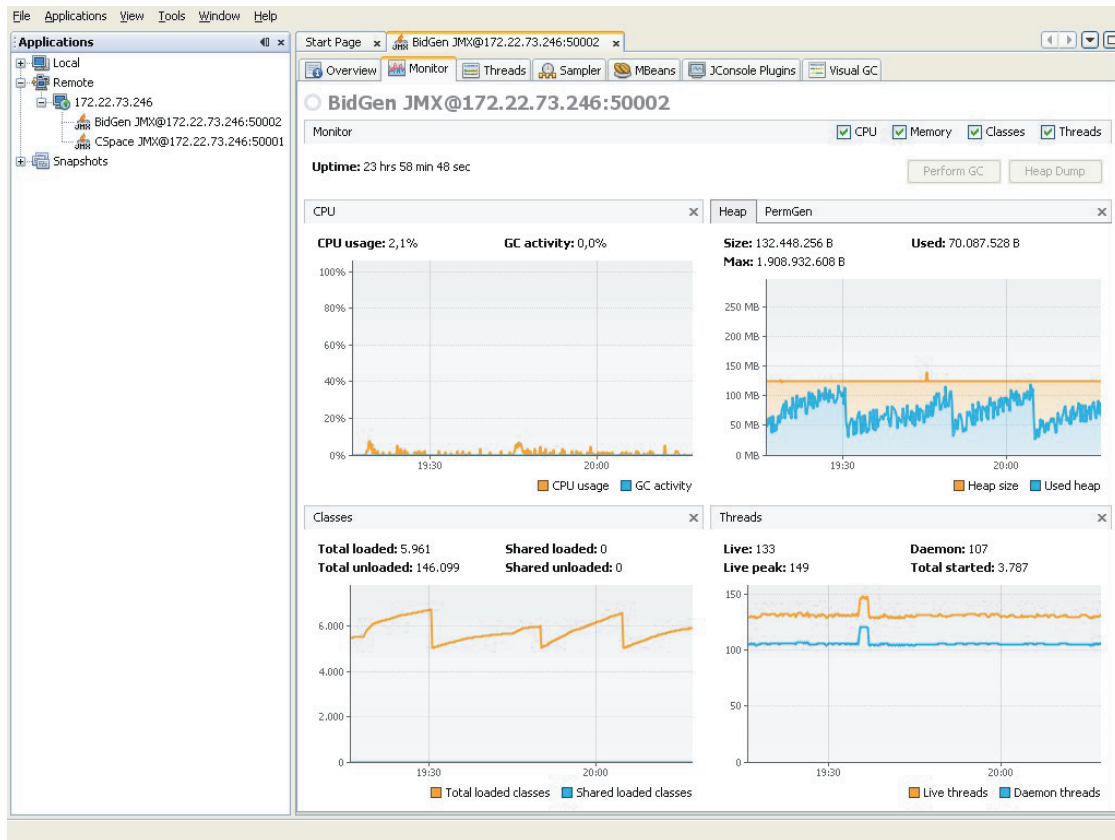 File Applications View Tools Window Help
Applications
Local
Remote
172.22.73.246
BidGen JMX@172.22.73.246:50002
CSpace JMX@172.22.73.246:50001
Snapshots
Start Page BidGen JMX@172.22.73.246:50002
Overview Monitor Threads Sampler MBeans JConsole Plugins Visual GC
BidGen JMX@172.22.73.246:50002
Monitor CPU Memory Classes Threads
Uptime: 23 hrs 58 min 48 sec
Perform GC Heap Dump
CPU
CPU usage: 2,1% GC activity: 0,0%
100%
80%
60%
40%
20%
0%
19:30 20:00
CPU usage GC activity
Heap PermGen
Size: 132.448.256 B Used: 70.087.528 B
Max: 1.908.932.608 B
250 MB
200 MB
150 MB
100 MB
50 MB
0 MB
19:30 20:00
Heap size Used heap
Classes
Total loaded: 5.961 Shared loaded: 0
Total unloaded: 146.099 Shared unloaded: 0
6.000
4.000
2.000
0
19:30 20:00
Total loaded classes Shared loaded classes
Threads
Live: 133 Daemon: 107
Live peak: 149 Total started: 3.787
150
100
50
0
19:30 20:00
Live threads Daemon threads